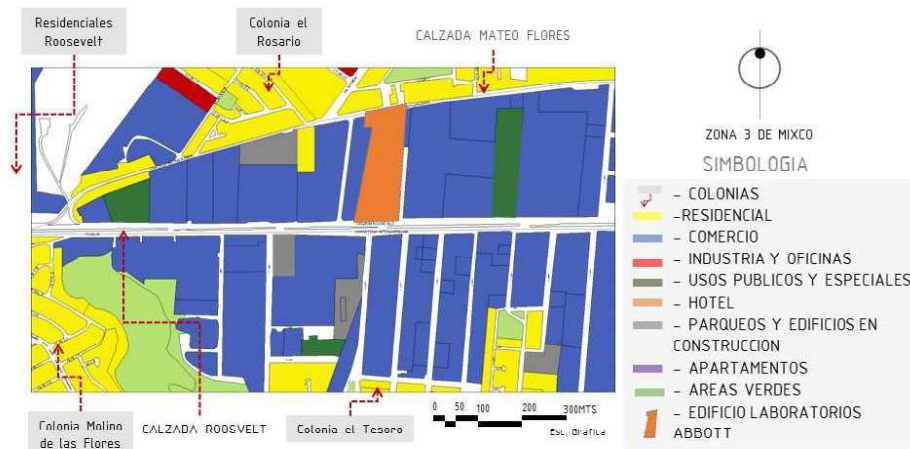 Residenciales
Roosevelt
Colonia el
Rosario
CALZADA MATEO FLORES
ZONA 3 DE MIXCO
SIMBOLOGIA
- COLONIAS
-RESIDENCIAL
- COMERCIO
- INDUSTRIA Y OFICINAS
- USOS PUBLICOS Y ESPECIALES
- HOTEL
- PARQUEOS Y EDIFICIOS EN
CONSTRUCCION
- APARTAMENTOS
- AREAS VERDES
- EDIFICIO LABORATORIOS
ABBOTT
Colonia Molino
de las Flores
CALZADA ROOSVELT
Colonia el Tesoro
0 50 100 200 300MTS
Esc. Grafica